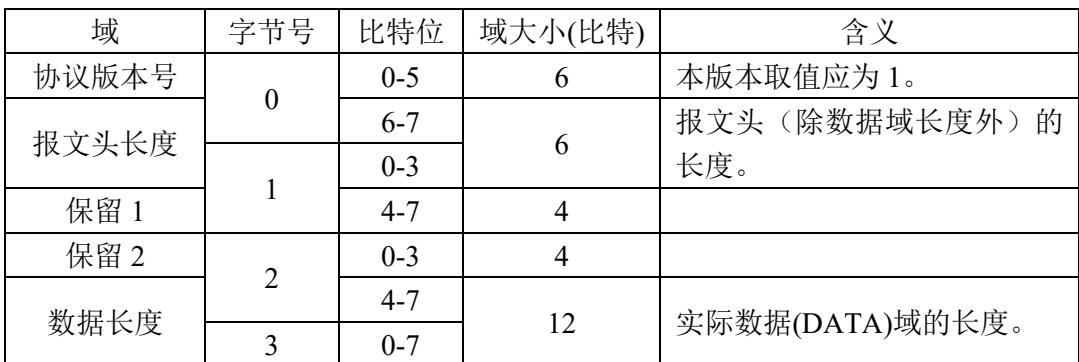 域 字节号 比特位 域大小(比特) 含义
协议版本号 0 0-5 6 本版本取值应为 1。
报文头长度 6-7 6 报文头（除数据域长度外）的
1 0-3 长度。
保留 1 4-7 4
保留 2 2 0-3 4
数据长度 4-7 12 实际数据(DATA)域的长度。
3 0-7